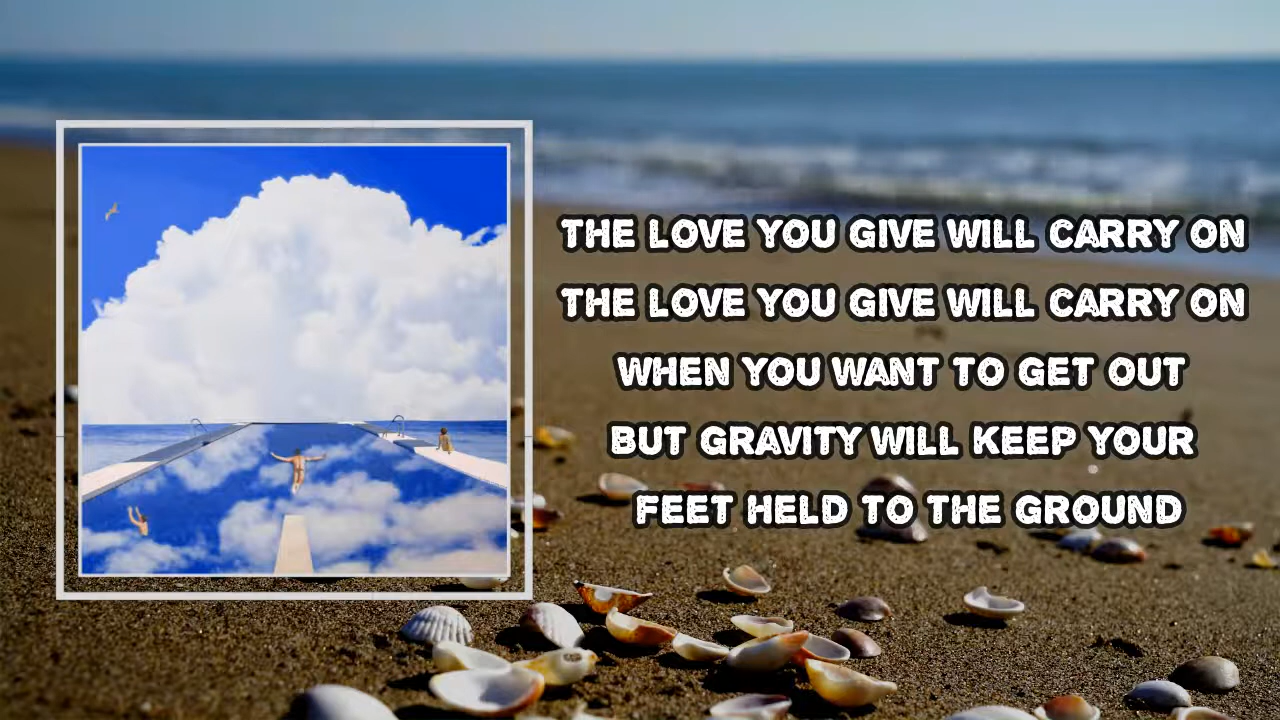 THE LOVE YOU GIVE WILL CARRY ON
THE LOVE YOU GIVE WILL CARRY ON
WHEN YOU WANT TO GET OUT
BUT GRAVITY WILL KEEP YOUR
FEET HELD TO THE GROUND